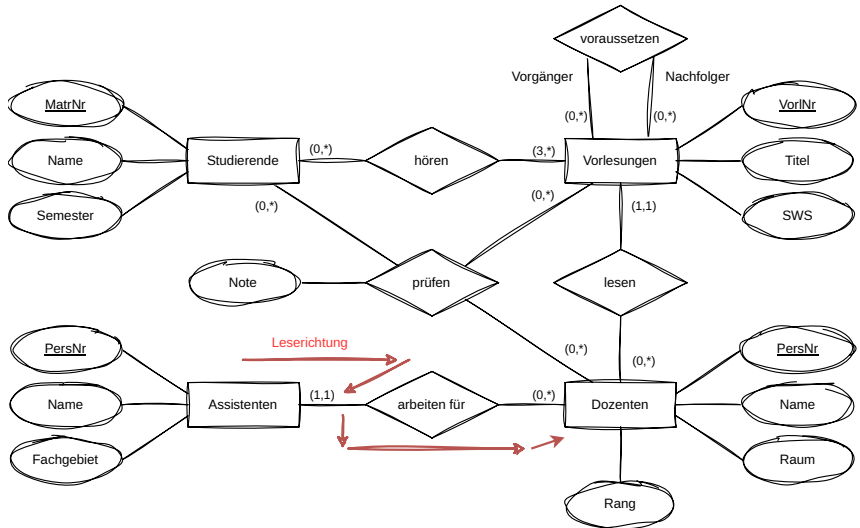 voraussetzen
Vorgänger
Nachfolger
(0,*)
(0,*)
MatrNr
VorlNr
Name
Studierende
(0,*)
hören
(3,*)
Vorlesungen
Titel
Semester
(0,*)
(0,*)
(1,1)
SWS
Note
prüfen
lesen
Leserichtung
PersNr
(0,*)
(0,*)
PersNr
Name
Assistenten
(1,1)
arbeiten für
(0,*)
Dozenten
Name
Fachgebiet
Raum
Rang